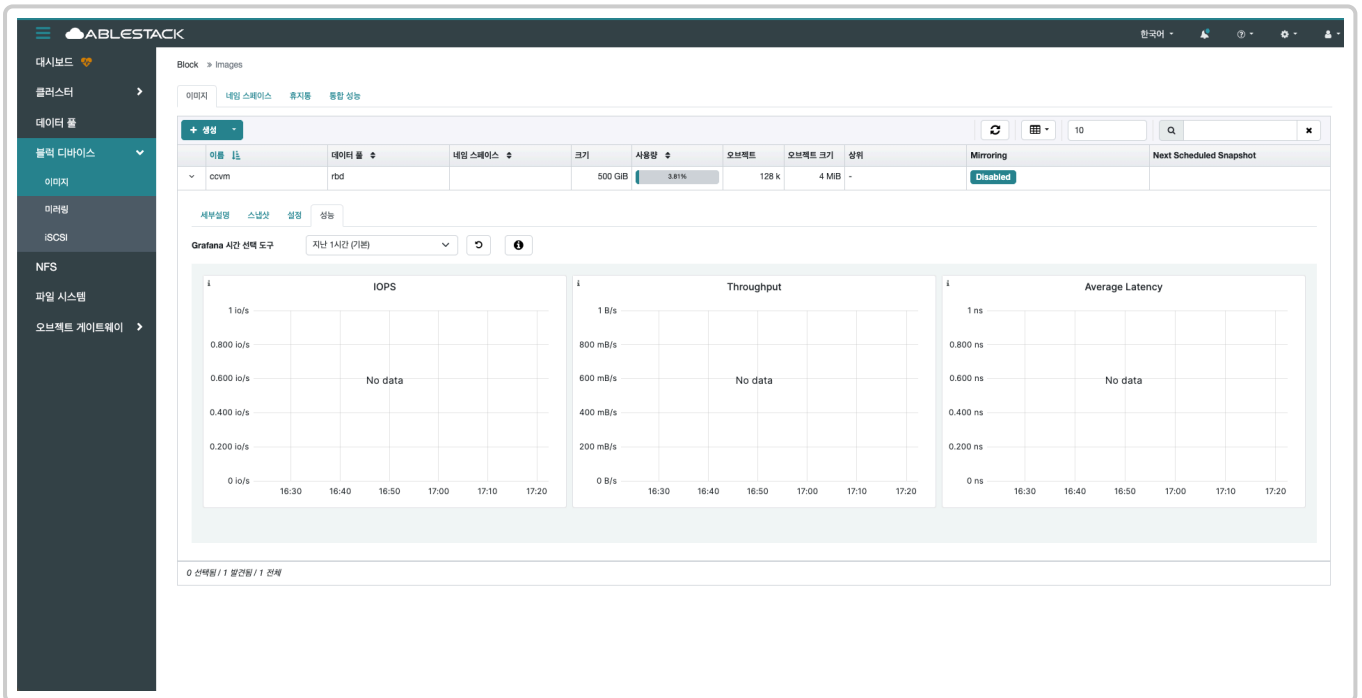 ABLESTACK
한국어
대시보드
클러스터
데이터 풀
블럭 디바이스
이미지
미러링
iSCSI
NFS
파일 시스템
오브젝트 게이트웨이
Block » Images
이미지 네임 스페이스 휴지통 통합 성능
+ 생성
10
이름 데이터 풀 네임 스페이스 크기 사용량 오브젝트 오브젝트 크기 상위 Mirroring Next Scheduled Snapshot
ccvm rbd 500 GiB 3.81% 128 k 4 MiB - Disabled
세부설명 스냅샷 설정 성능
Grafana 시간 선택 도구 지난 1시간 (기본)
IOPS
1 io/s
0.800 io/s
0.600 io/s
No data
0.400 io/s
0.200 io/s
0 io/s
16:30 16:40 16:50 17:00 17:10 17:20
Throughput
1 B/s
800 mB/s
600 mB/s
No data
400 mB/s
200 mB/s
0 B/s
16:30 16:40 16:50 17:00 17:10 17:20
Average Latency
1 ns
0.800 ns
0.600 ns
No data
0.400 ns
0.200 ns
0 ns
16:30 16:40 16:50 17:00 17:10 17:20
0 선택됨 / 1 발견됨 / 1 전체